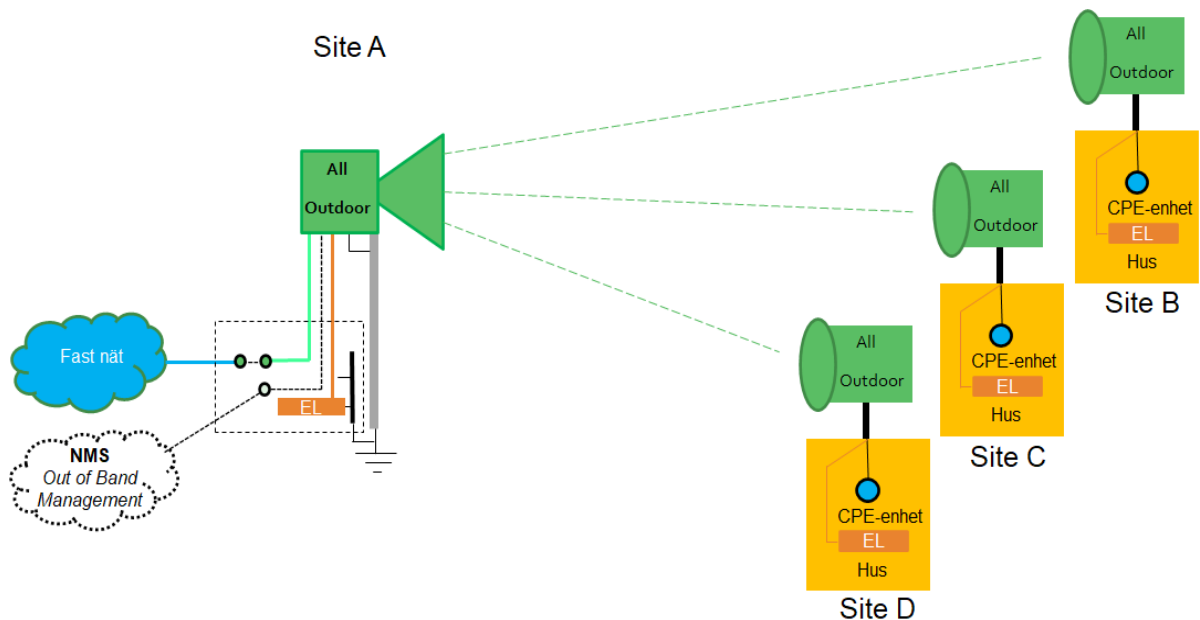 Site A
All
Outdoor
All
Outdoor
CPE-enhet
EL
Hus
Site B
All
Outdoor
CPE-enhet
EL
Hus
Site C
Fast nät
EL
NMS
Out of Band
Management
All
Outdoor
CPE-enhet
EL
Hus
Site D